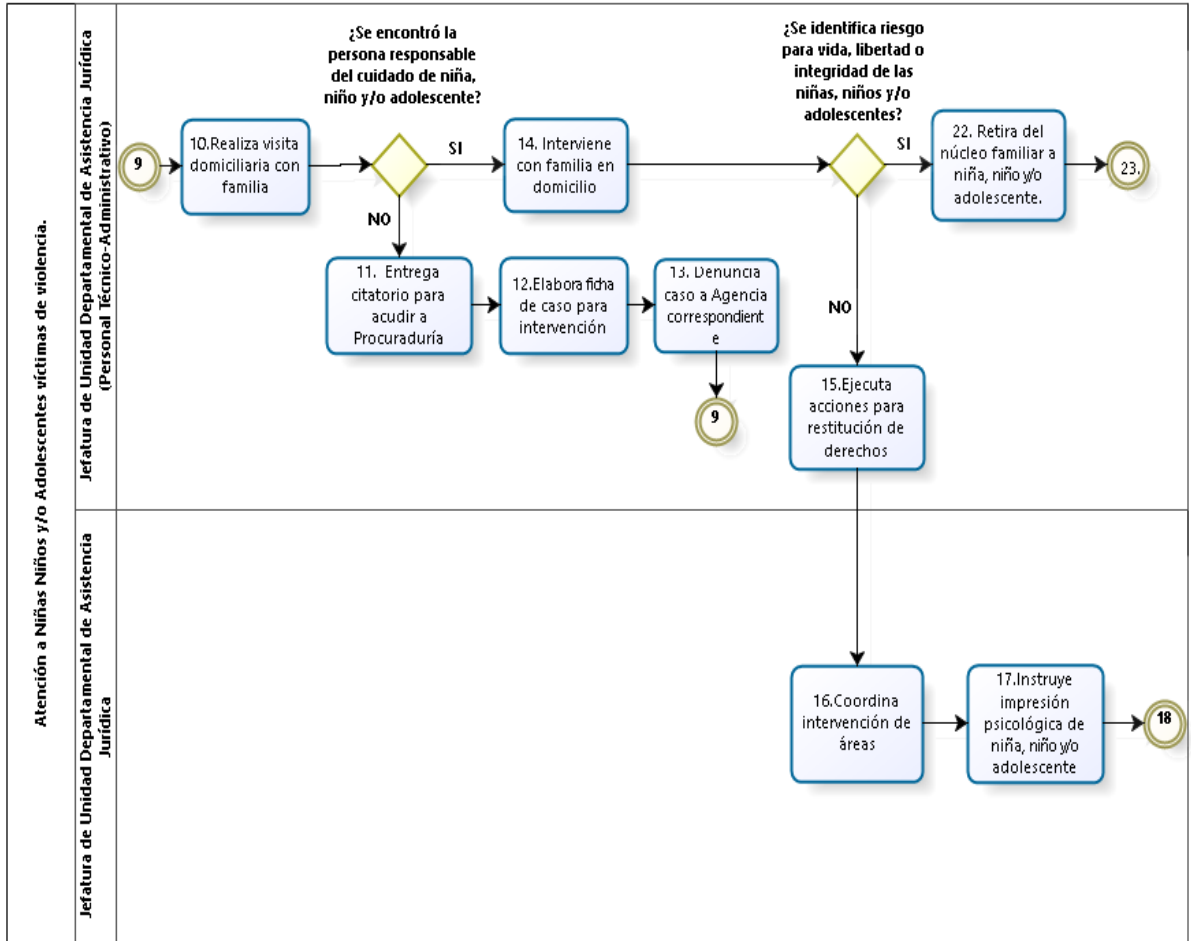 Atención a Niñas Niños y/o Adolescentes víctimas de violencia.
Jefatura de Unidad Departamental de Asistencia Jurídica
(Personal Técnico-Administrativo)
¿Se encontró la
persona responsable
del cuidado de niña,
niño y/o adolescente?
¿Se identifica riesgo
para vida, libertad o
integridad de las
niñas, niños y/o
adolescentes?
9
10.Realiza visita
domiciliaria con
familia
SI
14. Interviene
con familia en
domicilio
SI
22. Retira del
núcleo familiar a
niña, niño y/o
adolescente.
23.
NO
11. Entrega
citatorio para
acudir a
Procuraduría
12.Elabora ficha
de caso para
intervención
13. Denuncia
caso a Agencia
correspondient
e
9
NO
15.Ejecuta
acciones para
restitución de
derechos
Jefatura de Unidad Departamental de Asistencia
Jurídica
16.Coordina
intervención de
áreas
17.Instruye
impresión
psicológica de
niña, niño y/o
adolescente
18